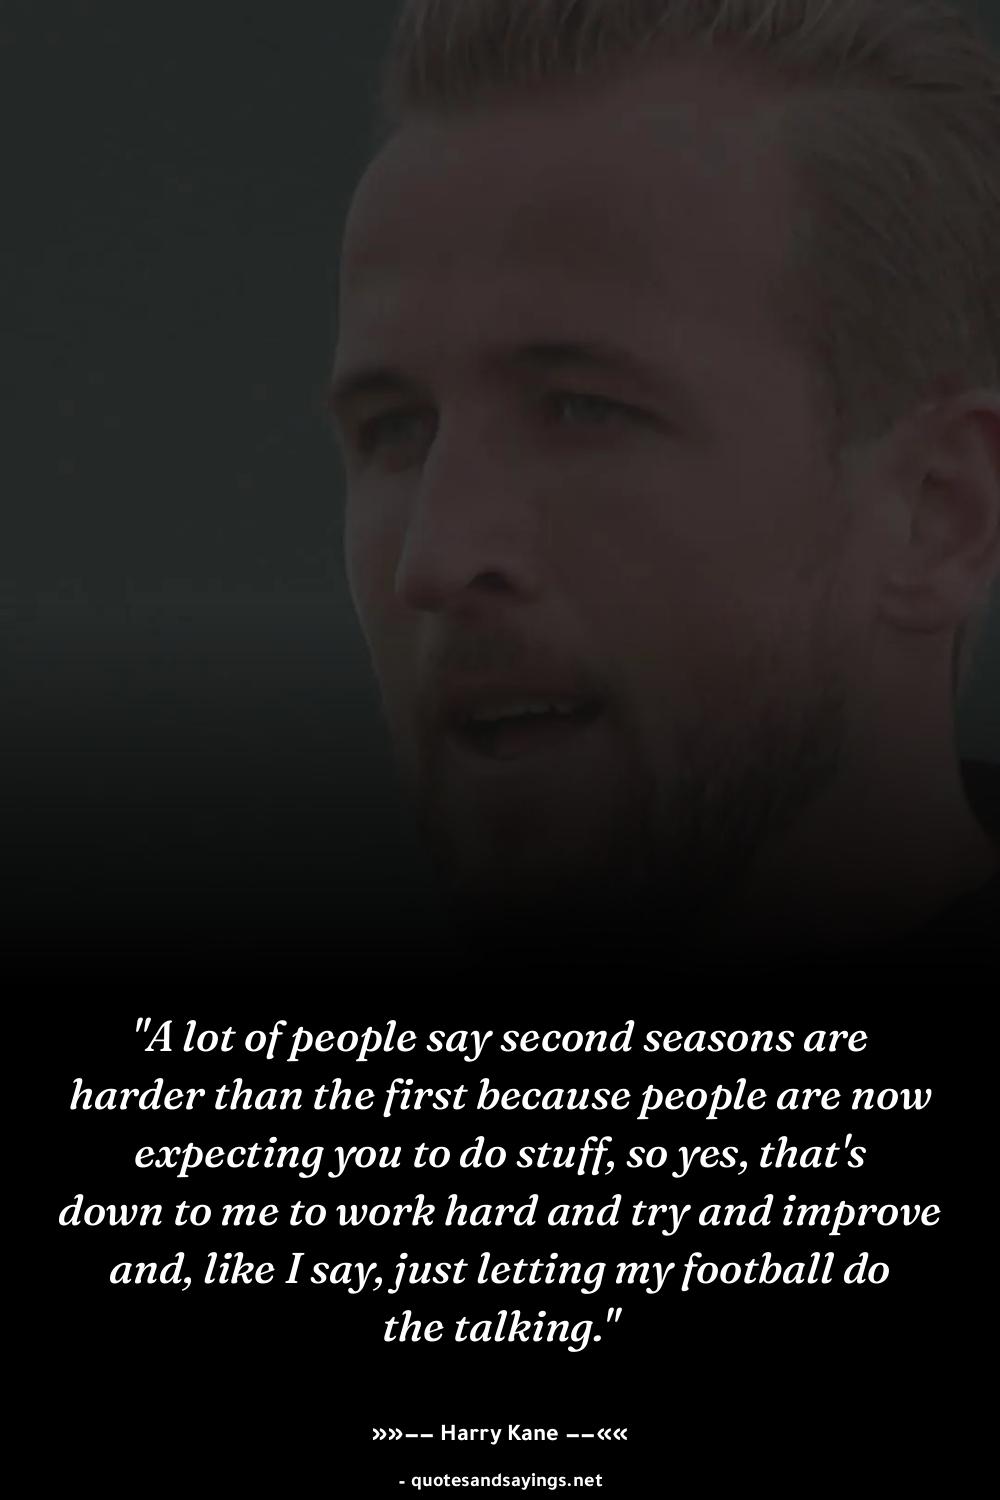 "A lot of people say second seasons are
harder than the first because people are now
expecting you to do stuff, so yes, that's
down to me to work hard and try and improve
and, like I say, just letting my football do
the talking."
»»–– Harry Kane ––««
- quotesandsayings.net